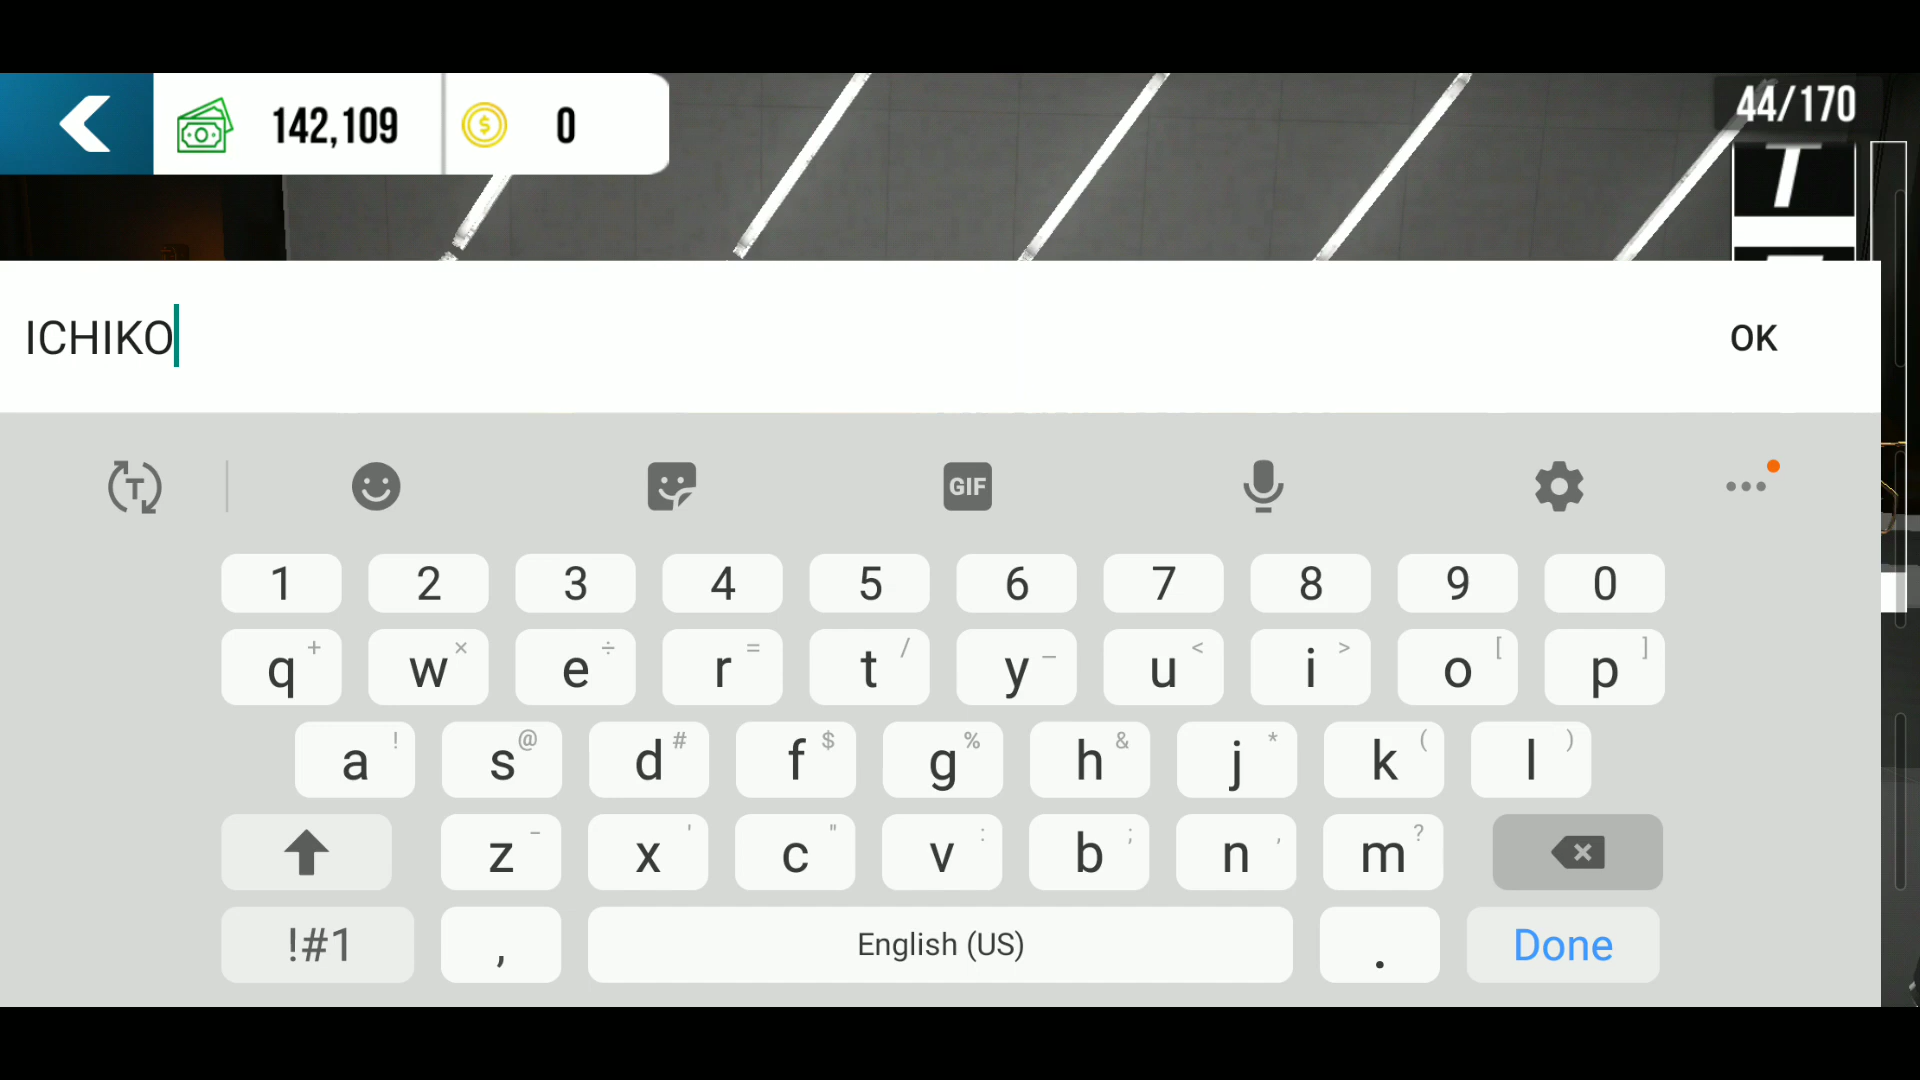 142,109 0 44/170
T
ICHIKO OK
T GIF
1 2 3 4 5 6 7 8 9 0
q + w × e ÷ r = t / y _ u < i > o [ p ]
a ! s @ d # f $ g % h & j * k ( l )
z - x ' c " v : b ; n , m ?
!#1 , English (US) . Done